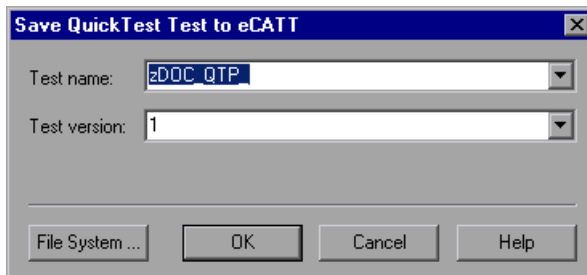 Save QuickTest Test to eCATT
Test name: zDOC_QTP_
Test version: 1
File System ... OK Cancel Help